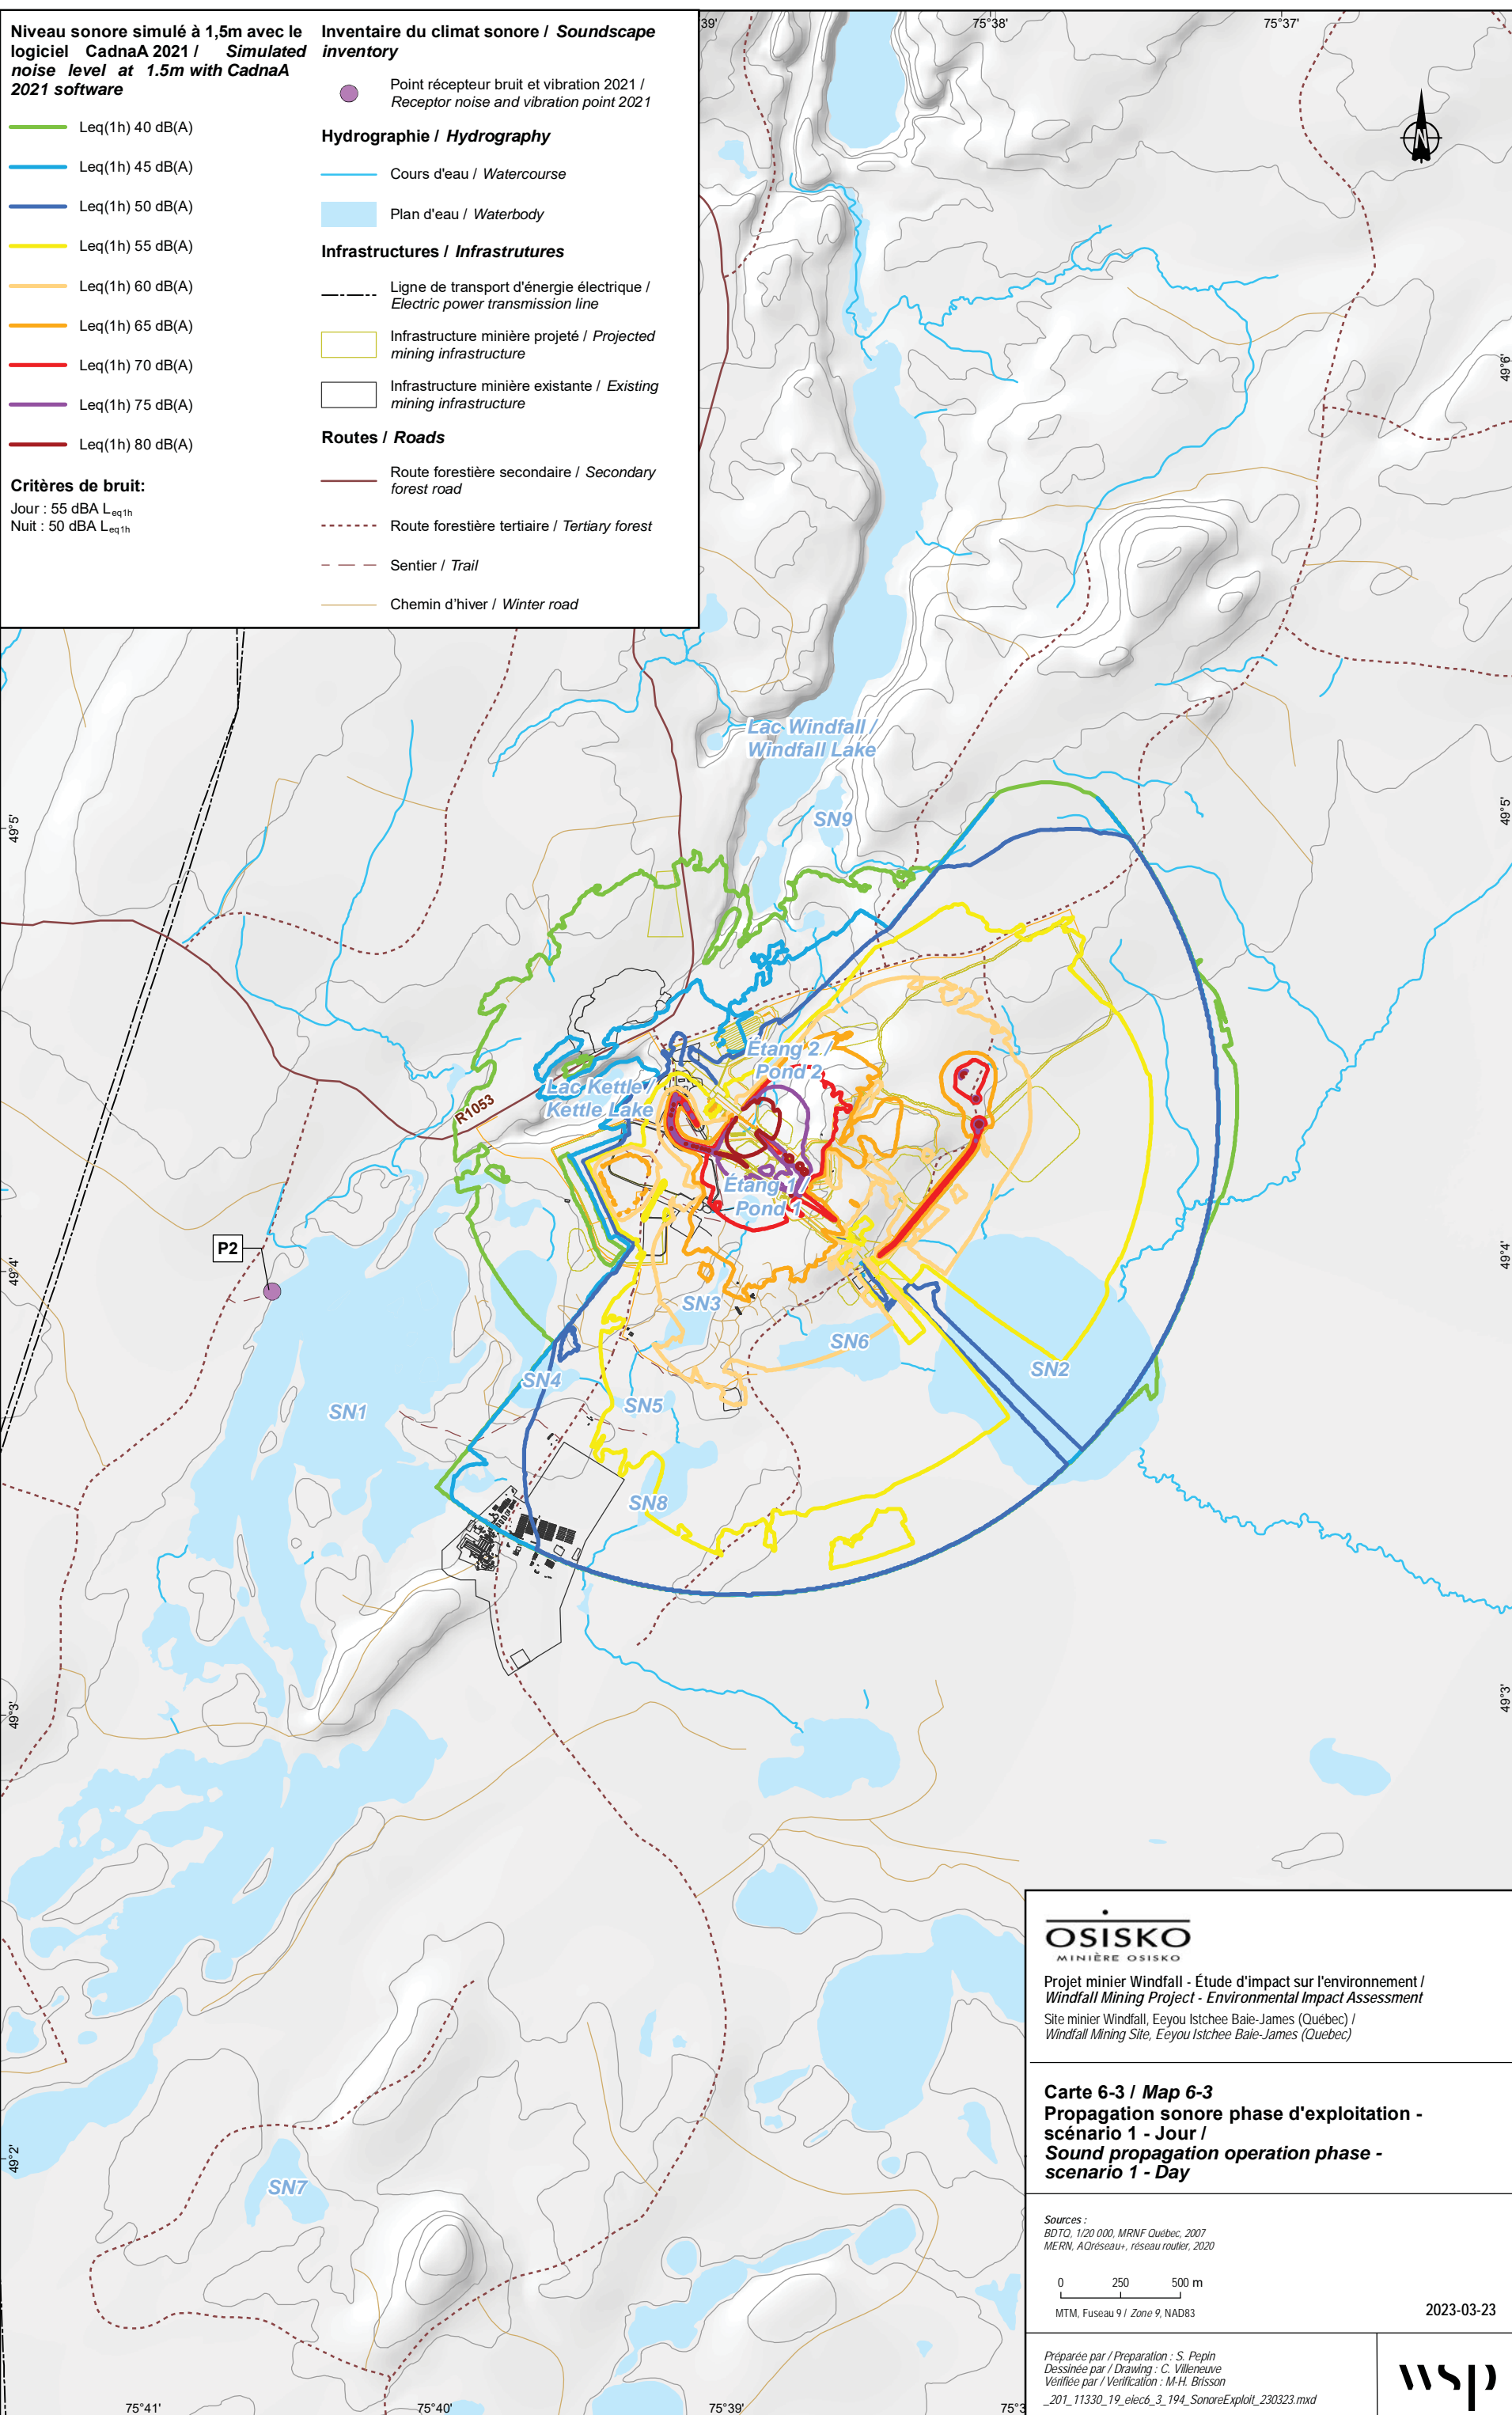 Niveau sonore simulé à 1,5m avec le
logiciel CadnaA 2021 / Simulated
noise level at 1.5m with CadnaA
2021 software
Leq(1h) 40 dB(A)
Leq(1h) 45 dB(A)
Leq(1h) 50 dB(A)
Leq(1h) 55 dB(A)
Leq(1h) 60 dB(A)
Leq(1h) 65 dB(A)
Leq(1h) 70 dB(A)
Leq(1h) 75 dB(A)
Leq(1h) 80 dB(A)
Critères de bruit:
Jour : 55 dBA Leq1h
Nuit : 50 dBA Leq1h
Inventaire du climat sonore / Soundscape
inventory
Point récepteur bruit et vibration 2021 /
Receptor noise and vibration point 2021
Hydrographie / Hydrography
Cours d'eau / Watercourse
Plan d'eau / Waterbody
Infrastructures / Infrastrutures
Ligne de transport d'énergie électrique /
Electric power transmission line
Infrastructure minière projeté / Projected
mining infrastructure
Infrastructure minière existante / Existing
mining infrastructure
Routes / Roads
Route forestière secondaire / Secondary
forest road
Route forestière tertiaire / Tertiary forest
Sentier / Trail
Chemin d'hiver / Winter road
39'
75°38'
75°37'
N
49°6'
Lac Windfall /
Windfall Lake
SN9
49°5'
49°5'
Étang 2 /
Pond 2
Lac Kettle /
Kettle Lake
R1053
Étang 1 /
Pond 1
P2
49°4'
49°4'
SN3
SN6
SN2
SN4
SN5
SN1
SN8
49°3'
49°3'
49°2'
SN7
75°41'
75°40'
75°39'
75°3
OSISKO
MINIÈRE OSISKO
Projet minier Windfall - Étude d'impact sur l'environnement /
Windfall Mining Project - Environmental Impact Assessment
Site minier Windfall, Eeyou Istchee Baie-James (Québec) /
Windfall Mining Site, Eeyou Istchee Baie-James (Quebec)
Carte 6-3 / Map 6-3
Propagation sonore phase d'exploitation -
scénario 1 - Jour /
Sound propagation operation phase -
scenario 1 - Day
Sources :
BDTQ, 1/20 000, MRNF Québec, 2007
MERN, AQréseau+, réseau routier, 2020
0 250 500 m
MTM, Fuseau 9 / Zone 9, NAD83
2023-03-23
Préparée par / Preparation : S. Pepin
Dessinée par / Drawing : C. Villeneuve
Vérifiée par / Verification : M-H. Brisson
_201_11330_19_eiec6_3_194_SonoreExploit_230323.mxd
wsp